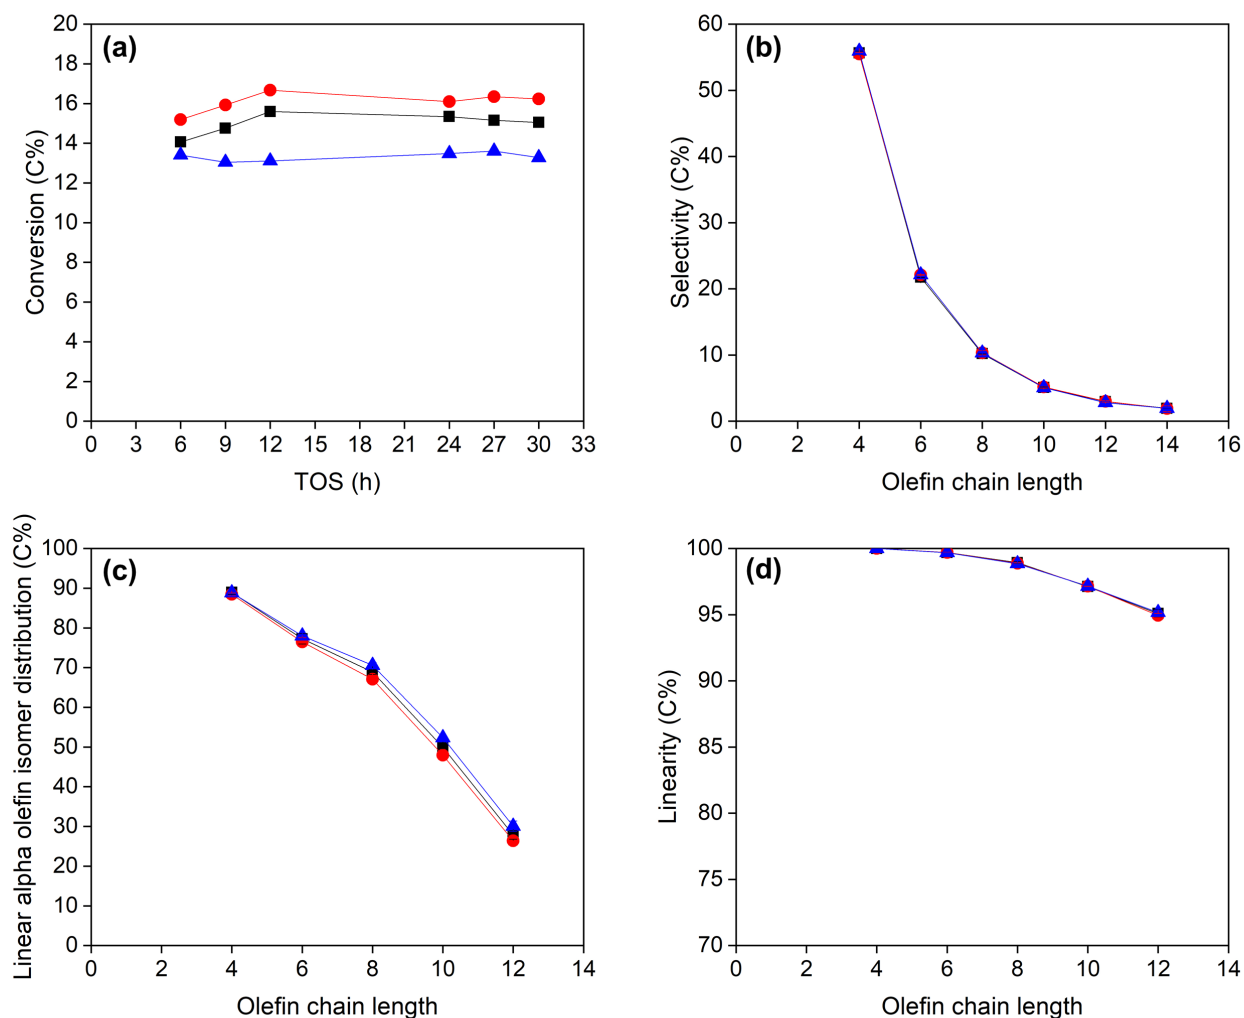 (a)
Conversion (C%)
20
18
16
14
12
10
8
6
4
2
0
0 3 6 9 12 15 18 21 24 27 30 33
TOS (h)
(b)
Selectivity (C%)
60
50
40
30
20
10
0
0 2 4 6 8 10 12 14 16
Olefin chain length
(c)
Linear alpha olefin isomer distribution (C%)
100
90
80
70
60
50
40
30
20
10
0
0 2 4 6 8 10 12 14
Olefin chain length
(d)
Linearity (C%)
100
95
90
85
80
75
70
0 2 4 6 8 10 12 14
Olefin chain length